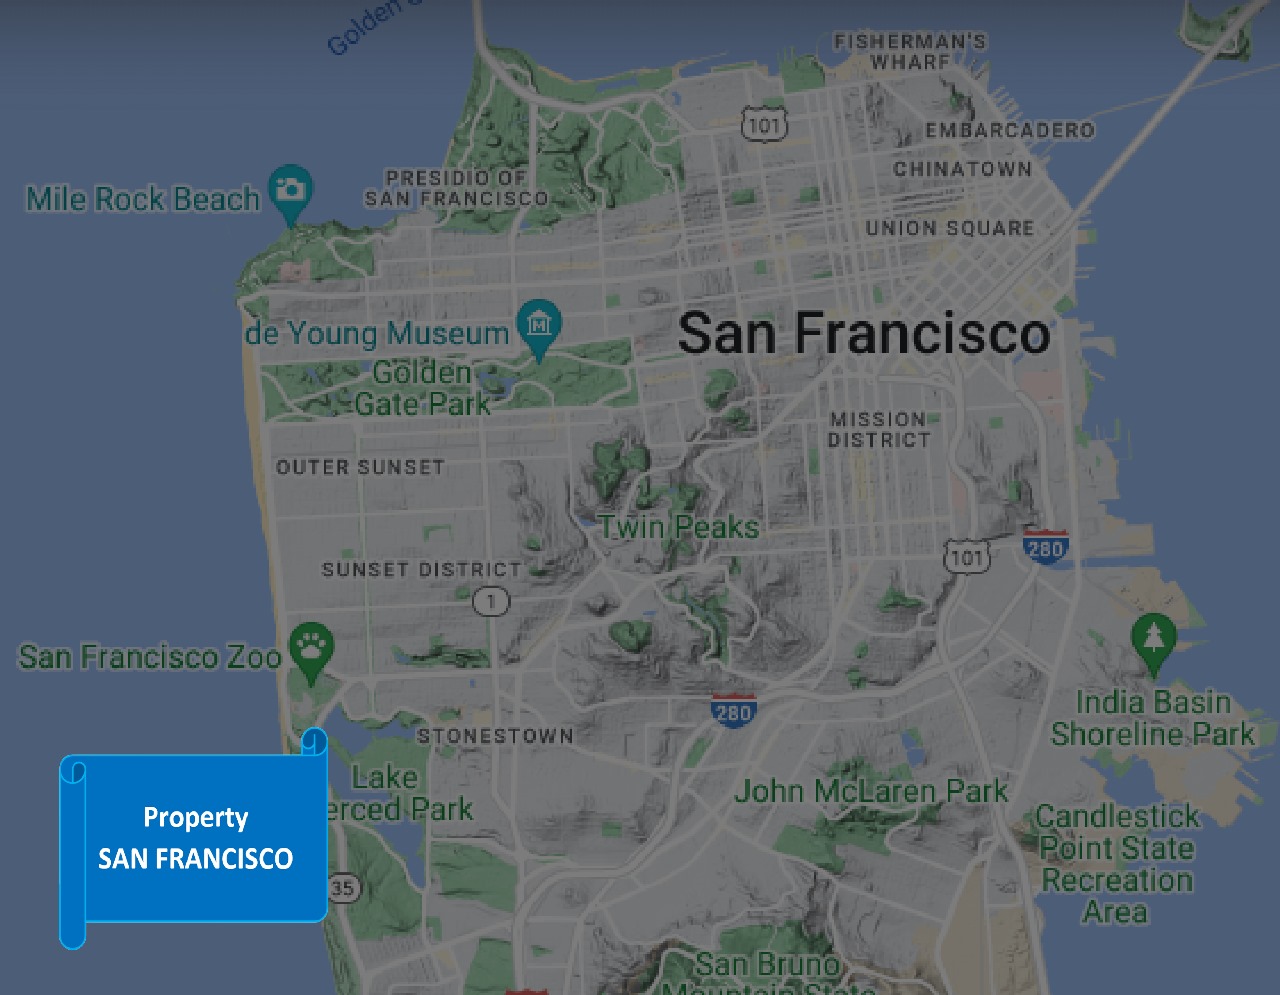 Golden
FISHERMAN'S
WHARF
101
EMBARCADERO
CHINATOWN
PRESIDIO OF
SAN FRANCISCO
Mile Rock Beach
UNION SQUARE
de Young Museum
M
San Francisco
Golden
Gate Park
MISSION
DISTRICT
OUTER SUNSET
Twin Peaks
280
101
SUNSET DISTRICT
1
San Francisco Zoo
India Basin
Shoreline Park
280
STONESTOWN
Lake
erced Park
John McLaren Park
Candlestick
Point State
Recreation
Area
Property
SAN FRANCISCO
35
San Bruno
Mountain State